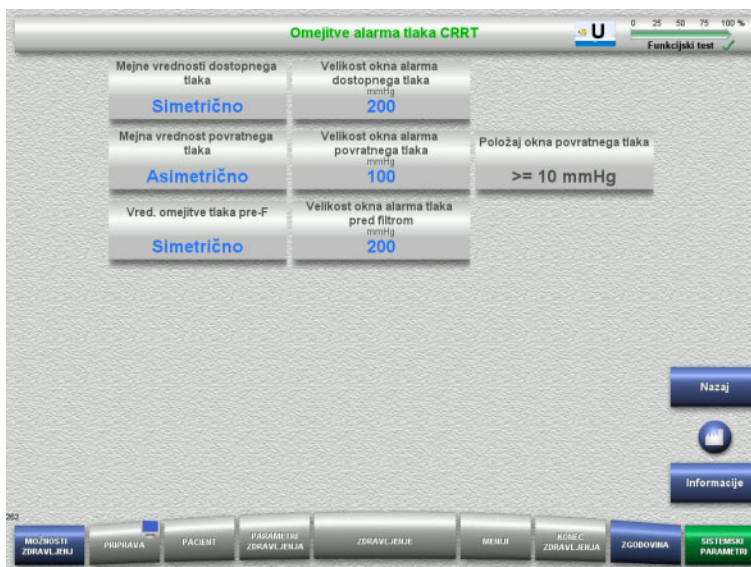 Omejitve alarma tlaka CRRT
U
0 25 50 75 100 %
Funkcijski test
Mejne vrednosti dostopnega
tlaka
Simetrično
Velikost okna alarma
dostopnega tlaka
mmHg
200
Mejna vrednost povratnega
tlaka
Asimetrično
Velikost okna alarma
povratnega tlaka
mmHg
100
Položaj okna povratnega tlaka
>= 10 mmHg
Vred. omejitve tlaka pre-F
Simetrično
Velikost okna alarma tlaka
pred filtrom
mmHg
200
Nazaj
Informacije
262
MOŽNOSTI
ZDRAVLJENJ
PRIPRAVA
PACIENT
PARAMETRI
ZDRAVLJENJA
ZDRAVLJENJE
MENIJI
KONEC
ZDRAVLJENJA
ZGODOVINA
SISTEMSKI
PARAMETRI